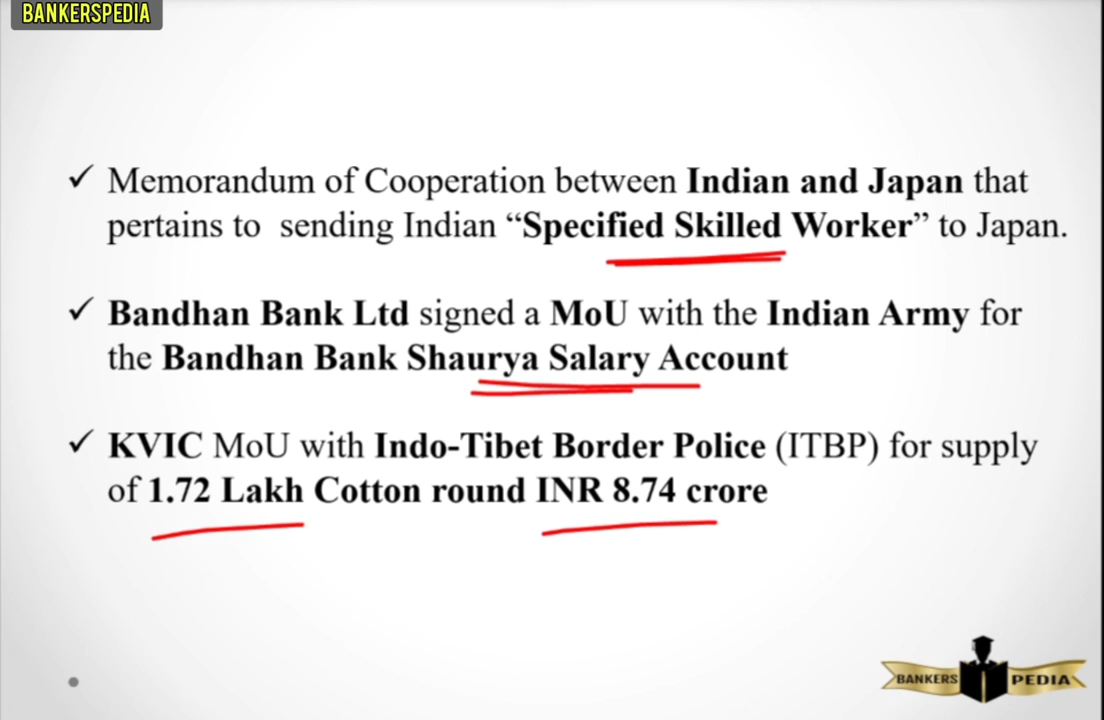 BANKERSPEDIA
✓ Memorandum of Cooperation between Indian and Japan that
pertains to sending Indian “Specified Skilled Worker” to Japan.
✓ Bandhan Bank Ltd signed a MoU with the Indian Army for
the Bandhan Bank Shaurya Salary Account
✓ KVIC MoU with Indo-Tibet Border Police (ITBP) for supply
of 1.72 Lakh Cotton round INR 8.74 crore
BANKERS PEDIA